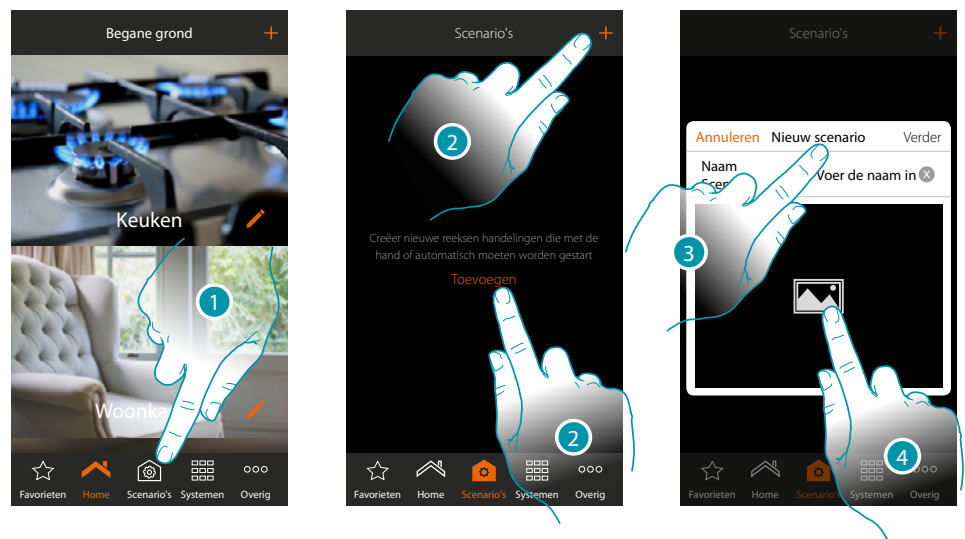 Begane grond
Keuken
Woonka
1
Favorieten Home Scenario's Systemen Overig
Scenario's
2
Creëer nieuwe reeksen handelingen die met de
hand of automatisch moeten worden gestart
Toevoegen
2
Favorieten Home Scenario's Systemen Overig
Scenario's
Annuleren Nieuw scenario Verder
Naam
Voer de naam in
3
4
Favorieten Home Scenario's Systemen Overig